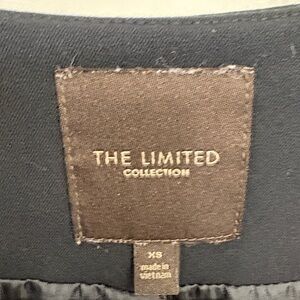 THE LIMITED
COLLECTION
XS
made in
vietnam